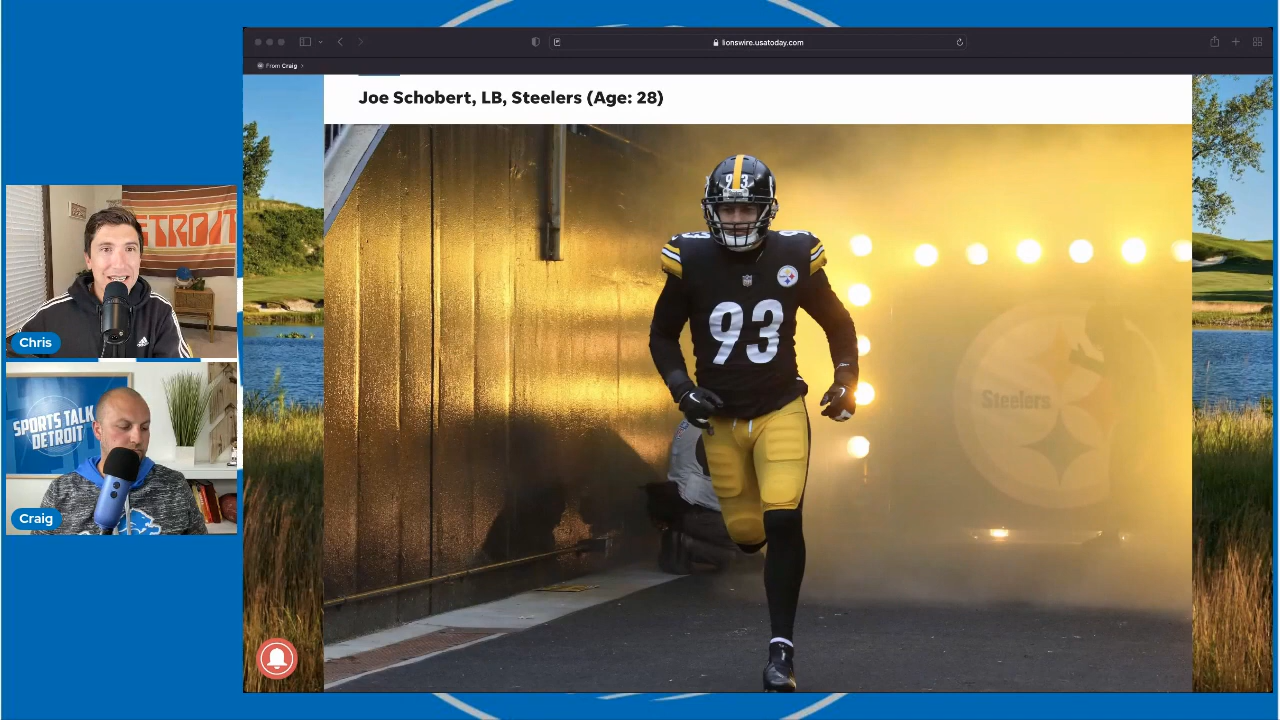 lionswire.usatoday.com
From Craig
Joe Schobert, LB, Steelers (Age: 28)
93
93
Steelers
DETROIT
Chris
SPORTS TALK
DETROIT
Craig